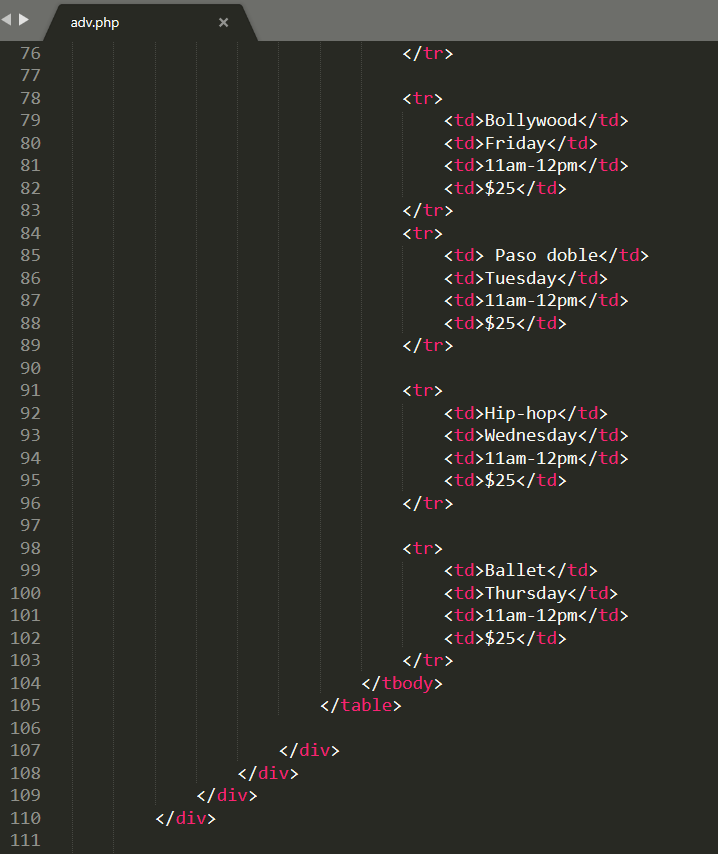 adv.php ×
76 </tr>
77
78 <tr>
79 <td>Bollywood</td>
80 <td>Friday</td>
81 <td>11am-12pm</td>
82 <td>$25</td>
83 </tr>
84 <tr>
85 <td> Paso doble</td>
86 <td>Tuesday</td>
87 <td>11am-12pm</td>
88 <td>$25</td>
89 </tr>
90
91 <tr>
92 <td>Hip-hop</td>
93 <td>Wednesday</td>
94 <td>11am-12pm</td>
95 <td>$25</td>
96 </tr>
97
98 <tr>
99 <td>Ballet</td>
100 <td>Thursday</td>
101 <td>11am-12pm</td>
102 <td>$25</td>
103 </tr>
104 </tbody>
105 </table>
106
107 </div>
108 </div>
109 </div>
110 </div>
111